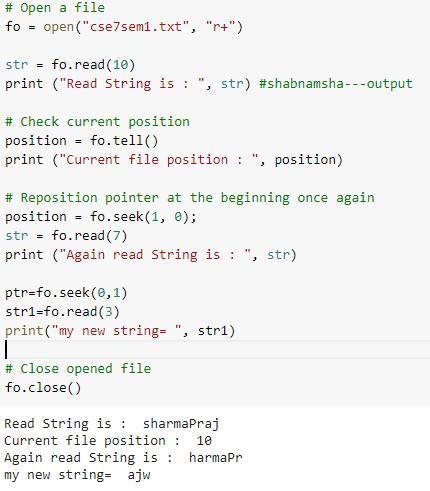 # Open a file
fo = open("cse7sem1.txt", "r+")
str = fo.read(10)
print ("Read String is : ", str) #shabnamsha---output
# Check current position
position = fo.tell()
print ("Current file position : ", position)
# Reposition pointer at the beginning once again
position = fo.seek(1, 0);
str = fo.read(7)
print ("Again read String is : ", str)
ptr=fo.seek(0,1)
str1=fo.read(3)
print("my new string= ", str1)
# Close opened file
fo.close()
Read String is :  sharmaPraj
Current file position :  10
Again read String is :  harmaPr
my new string=  ajw